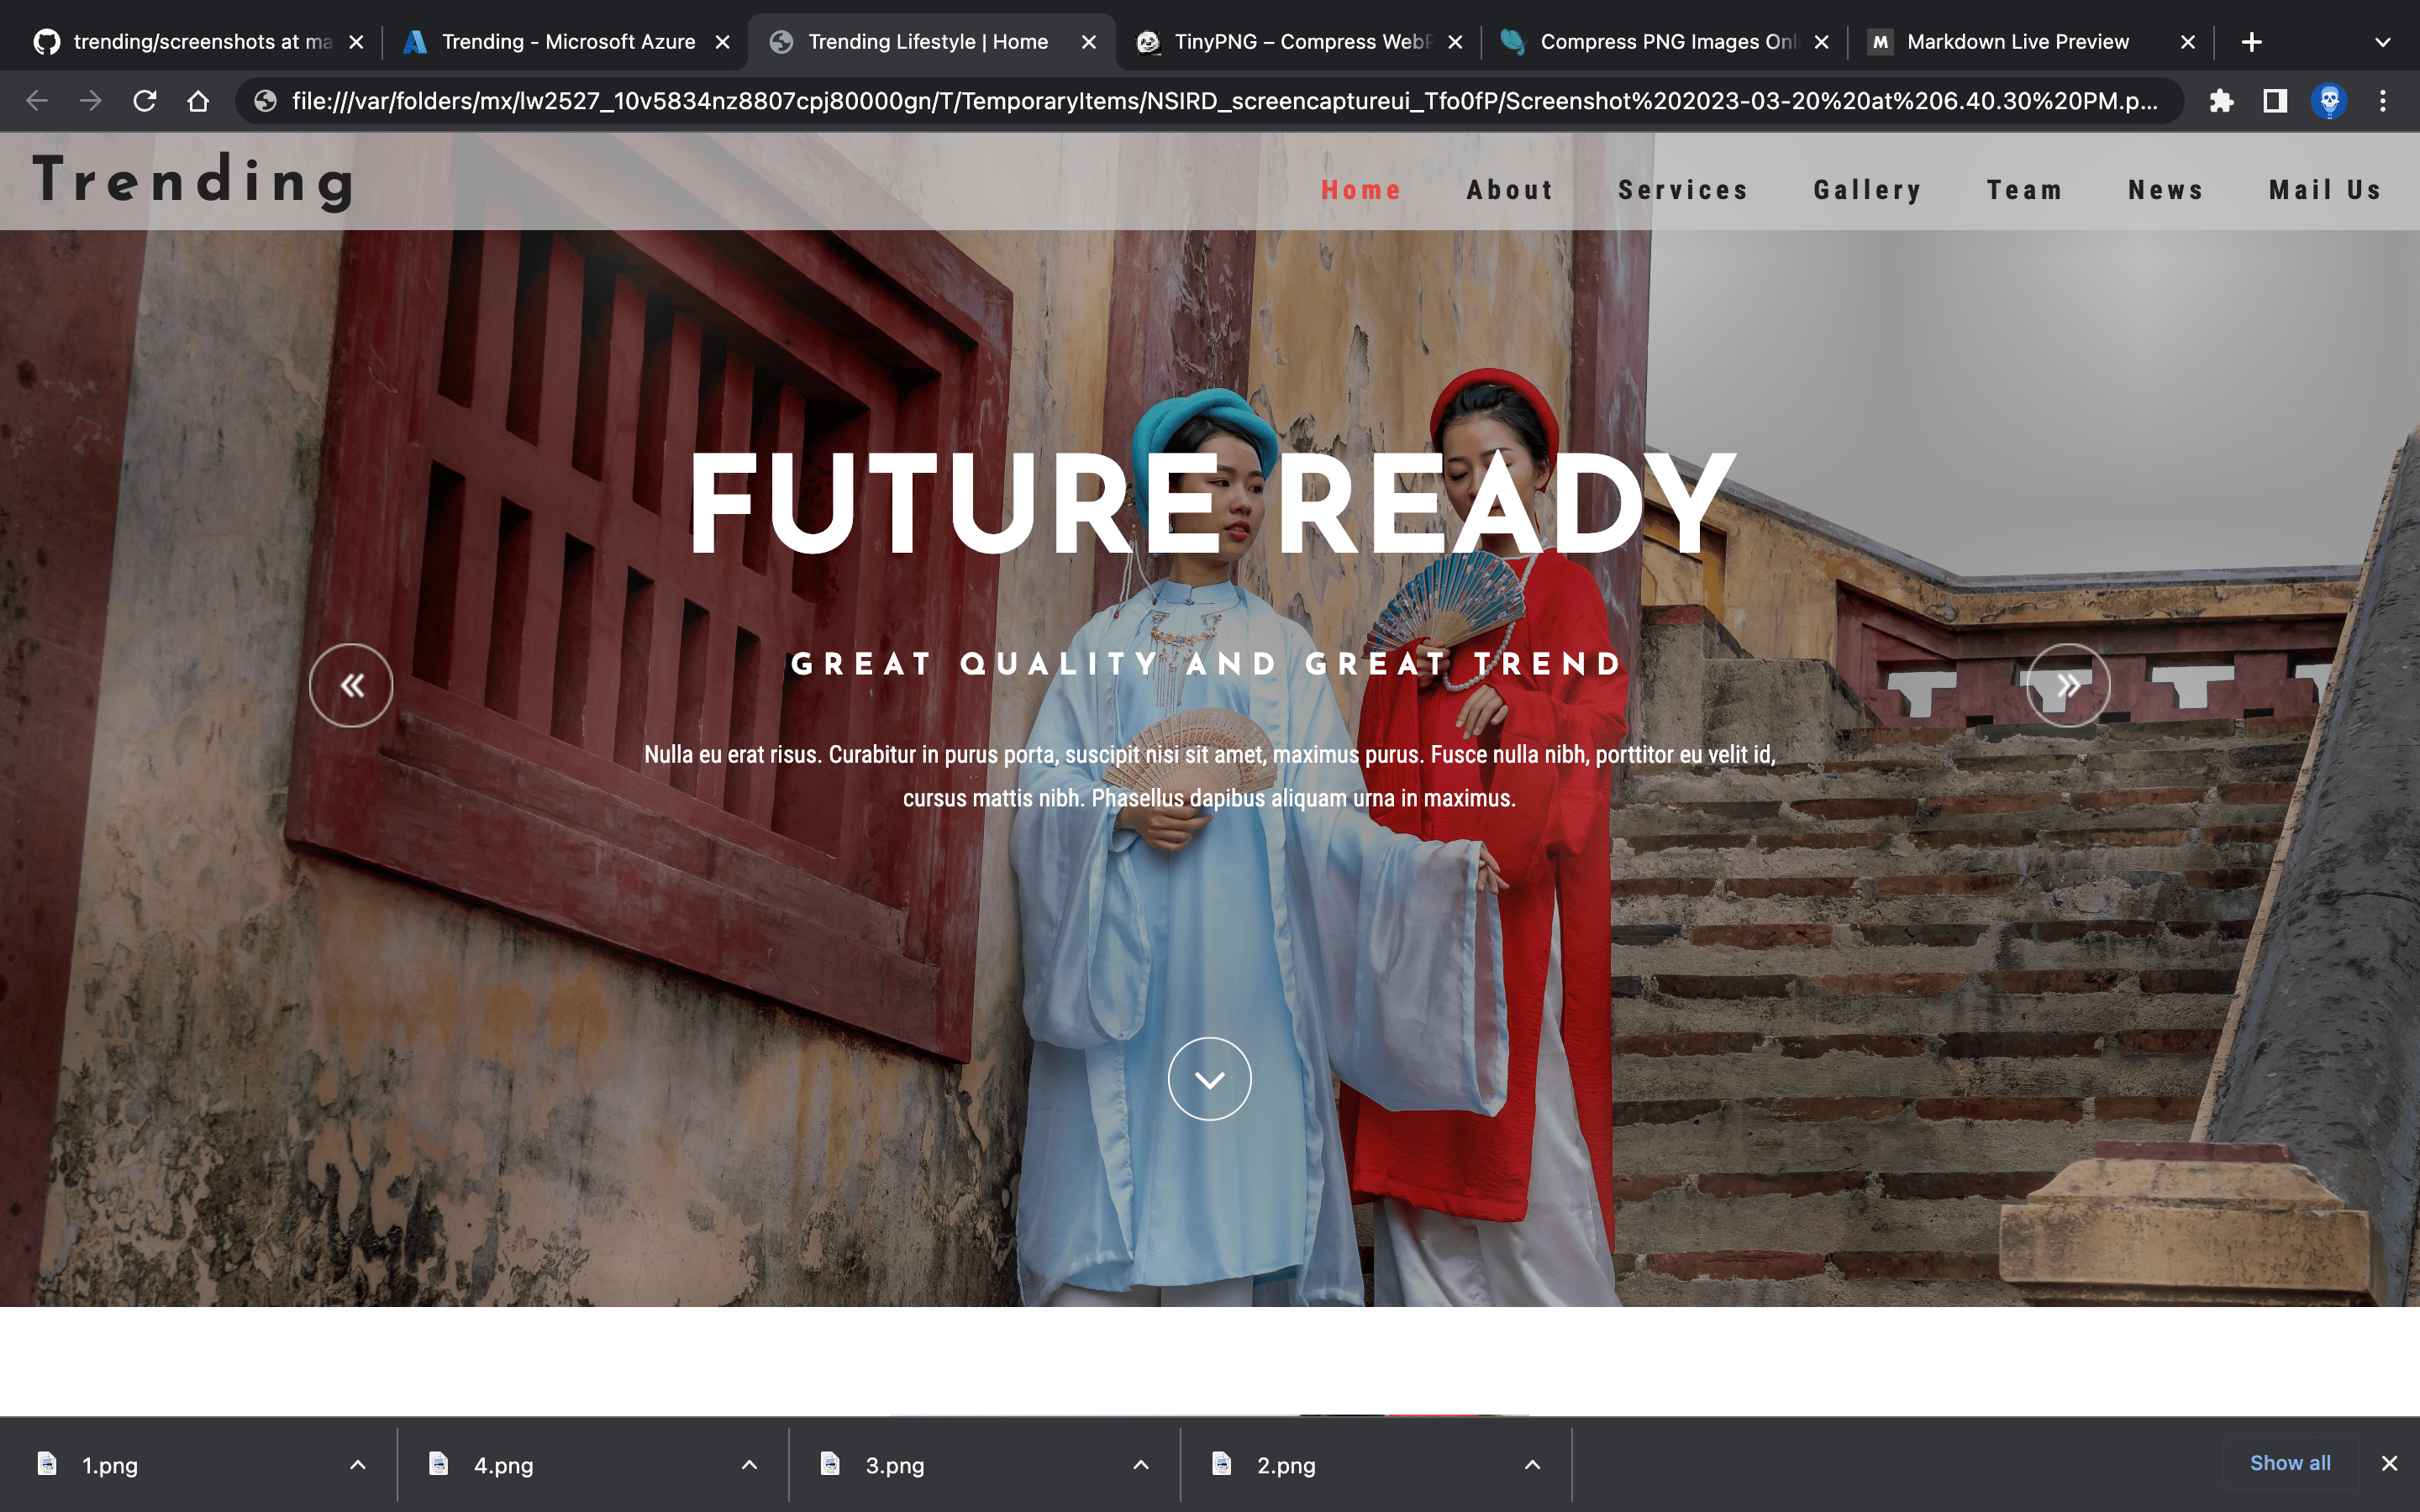 trending/screenshots at ma
Trending - Microsoft Azure
Trending Lifestyle | Home
TinyPNG – Compress WebP
Compress PNG Images Onl
M Markdown Live Preview
file:///var/folders/mx/lw2527_10v5834nz8807cpj80000gn/T/TemporaryItems/NSIRD_screencaptureui_Tfo0fP/Screenshot%202023-03-20%20at%206.40.30%20PM.p...
Trending
Home About Services Gallery Team News Mail Us
FUTURE READY
GREAT QUALITY AND GREAT TREND
Nulla eu erat risus. Curabitur in purus porta, suscipit nisi sit amet, maximus purus. Fusce nulla nibh, porttitor eu velit id,
cursus mattis nibh. Phasellus dapibus aliquam urna in maximus.
1.png 4.png 3.png 2.png Show all